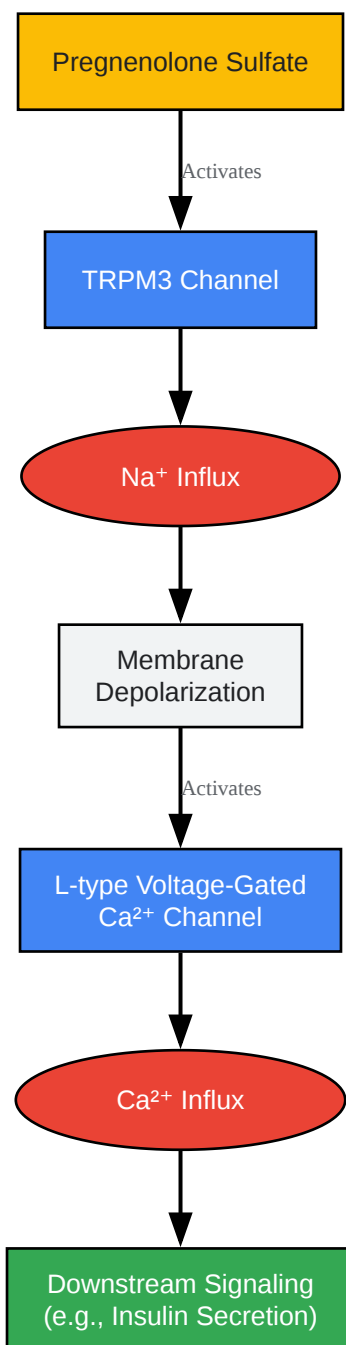 Pregnenolone Sulfate
Activates
TRPM3 Channel
Na⁺ Influx
Membrane
Depolarization
Activates
L-type Voltage-Gated
Ca²⁺ Channel
Ca²⁺ Influx
Downstream Signaling
(e.g., Insulin Secretion)